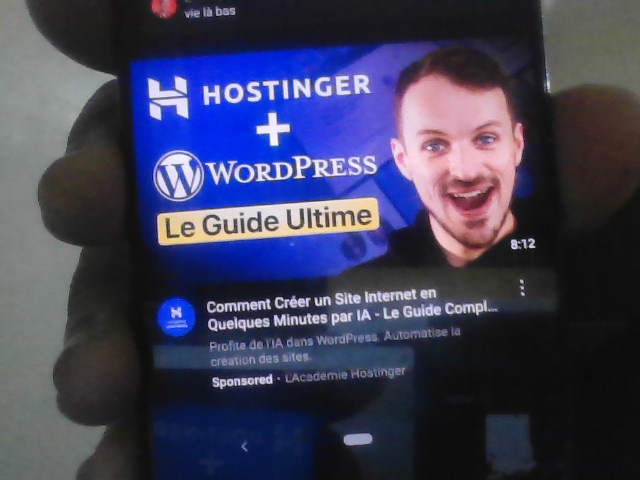 vie là bas
HOSTINGER
+
WORDPRESS
Le Guide Ultime
8:12
Comment Créer un Site Internet en
Quelques Minutes par IA - Le Guide Compl...
Profite de l'IA dans WordPress. Automatise la
création des sites.
Sponsored · L'Académie Hostinger